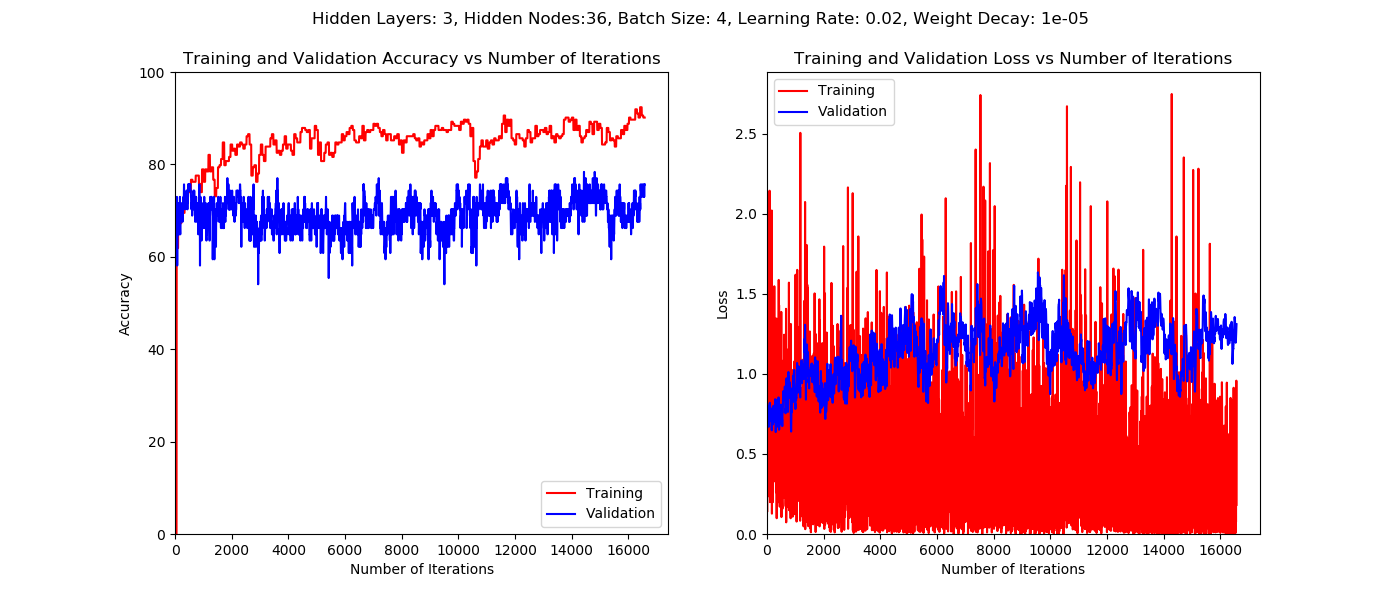 Hidden Layers: 3, Hidden Nodes:36, Batch Size: 4, Learning Rate: 0.02, Weight Decay: 1e-05
Training and Validation Accuracy vs Number of Iterations
100
80
60
40
20
0
Accuracy
0 2000 4000 6000 8000 10000 12000 14000 16000
Number of Iterations
Training
Validation
Training and Validation Loss vs Number of Iterations
Training
Validation
2.5
2.0
1.5
1.0
0.5
0.0
Loss
0 2000 4000 6000 8000 10000 12000 14000 16000
Number of Iterations